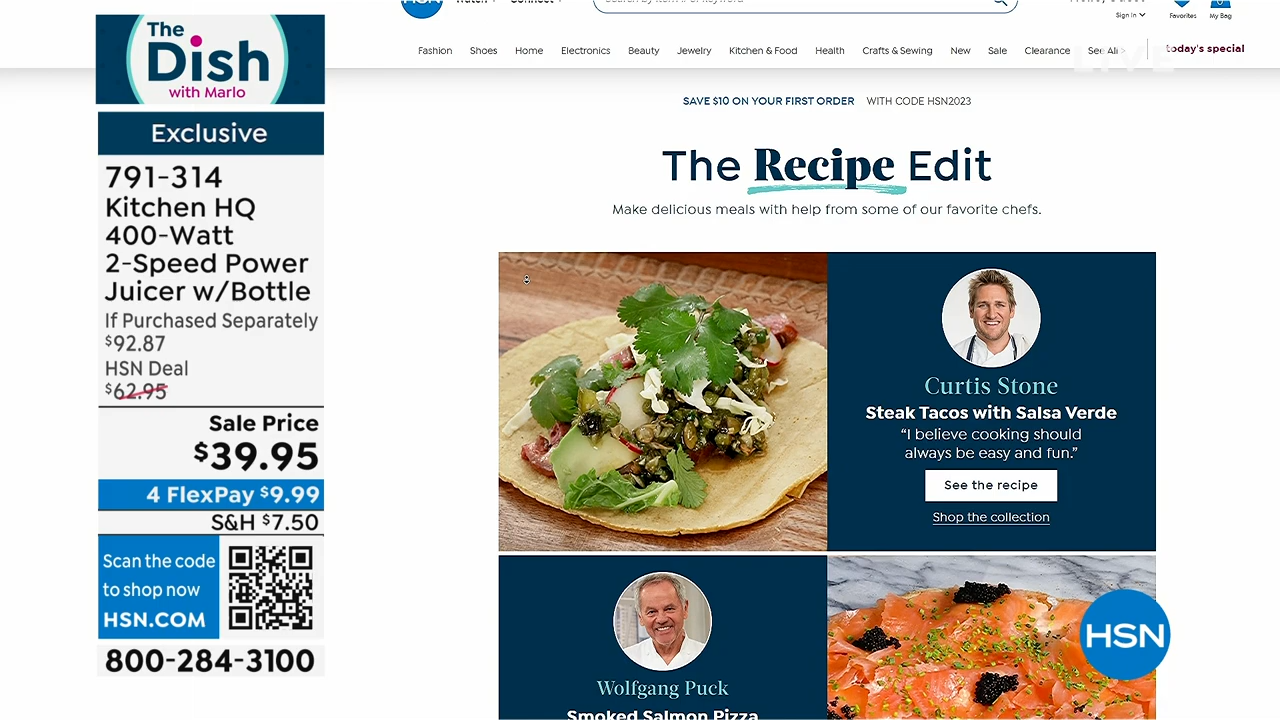 The
Dish
with Marlo
Exclusive
791-314
Kitchen HQ
400-Watt
2-Speed Power
Juicer w/Bottle
If Purchased Separately
$92.87
HSN Deal
$62.95
Sale Price
$39.95
4 FlexPay $9.99
S&H $7.50
Scan the code
to shop now
HSN.COM
800-284-3100
Sign In
Favorites
My Bag
Fashion Shoes Home Electronics Beauty Jewelry Kitchen & Food Health Crafts & Sewing New Sale Clearance See All today's special
LIVE
SAVE $10 ON YOUR FIRST ORDER WITH CODE HSN2023
The Recipe Edit
Make delicious meals with help from some of our favorite chefs.
Curtis Stone
Steak Tacos with Salsa Verde
“I believe cooking should
always be easy and fun.”
See the recipe
Shop the collection
Wolfgang Puck
Smoked Salmon Pizza
HSN